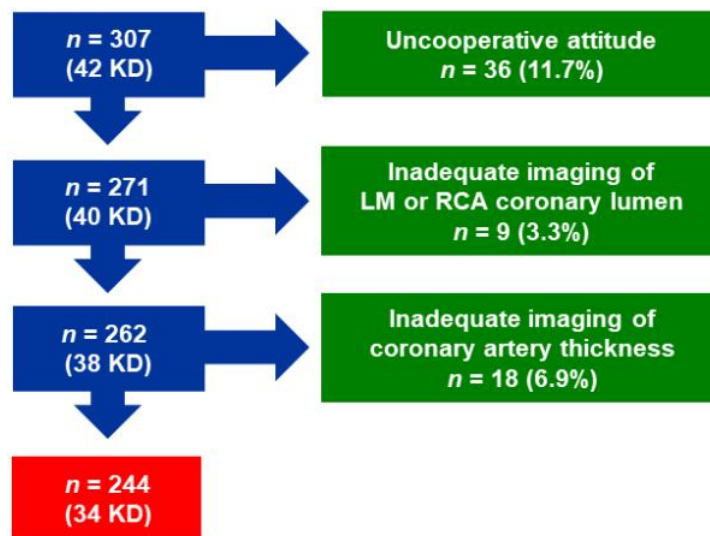 n = 307
(42 KD)
Uncooperative attitude
n = 36 (11.7%)
n = 271
(40 KD)
Inadequate imaging of
LM or RCA coronary lumen
n = 9 (3.3%)
n = 262
(38 KD)
Inadequate imaging of
coronary artery thickness
n = 18 (6.9%)
n = 244
(34 KD)